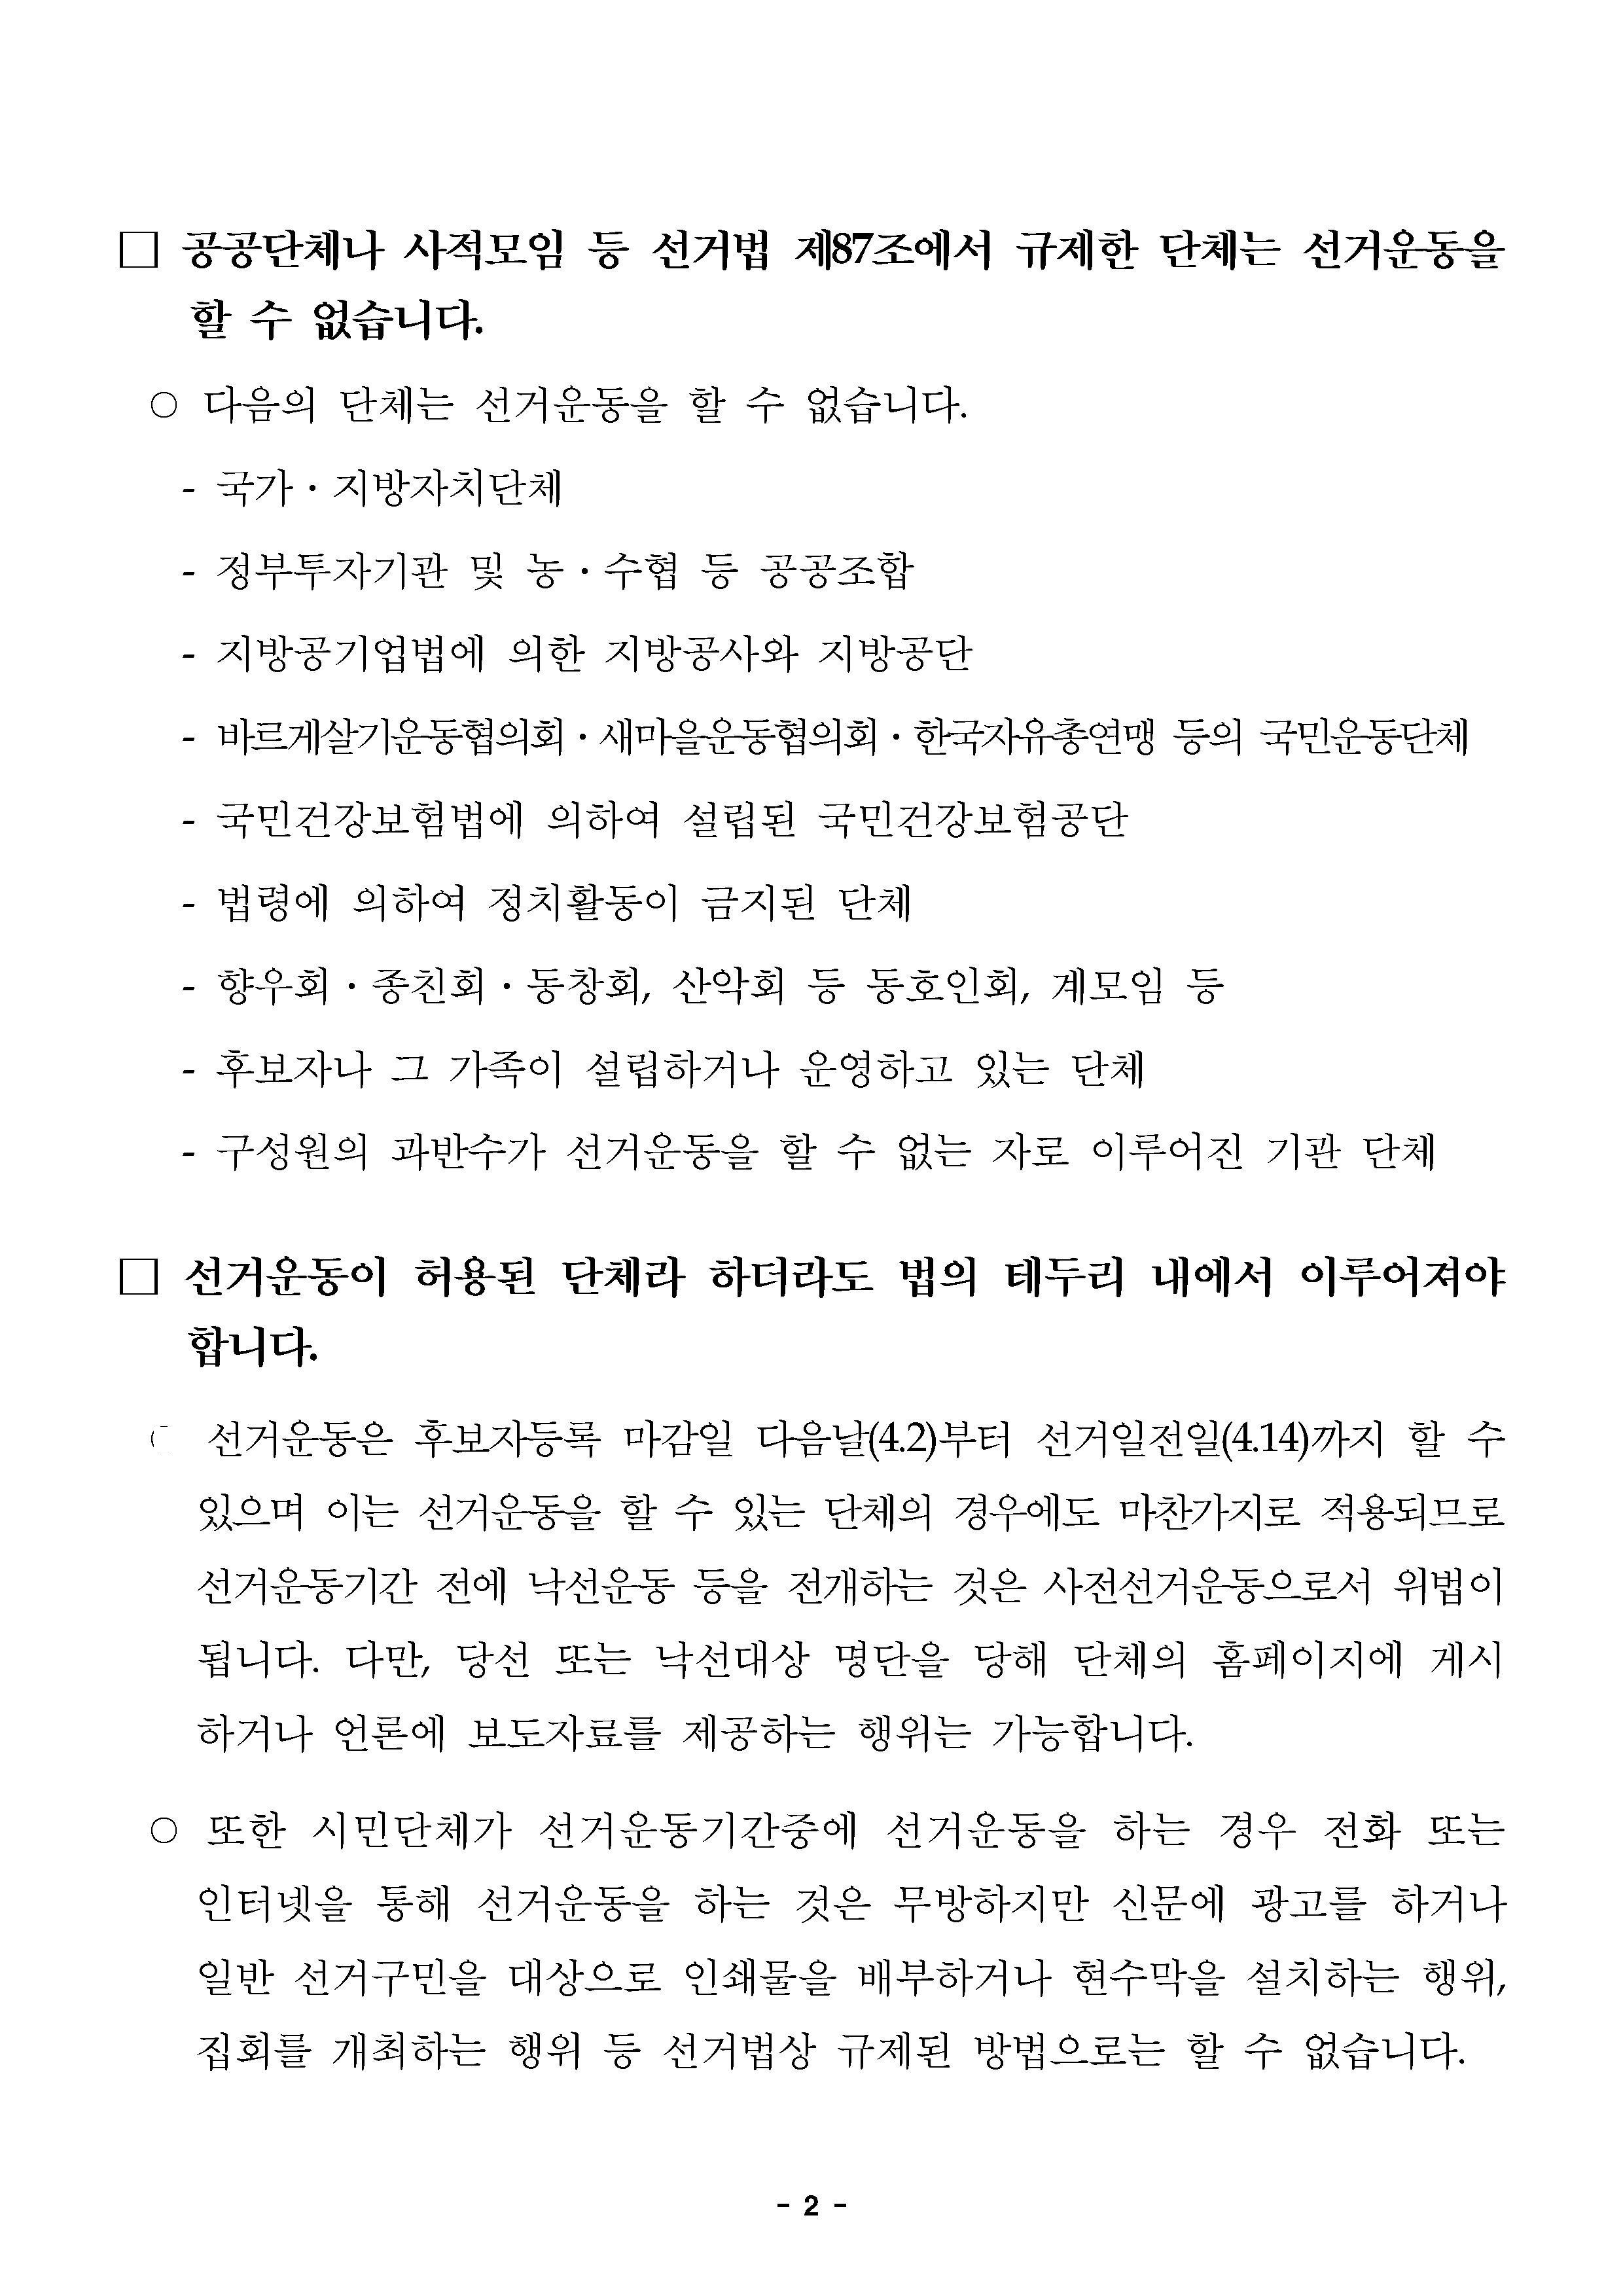 □ 공공단체나 사적모임 등 선거법 제87조에서 규제한 단체는 선거운동을
할 수 없습니다.
○ 다음의 단체는 선거운동을 할 수 없습니다.
- 국가·지방자치단체
- 정부투자기관 및 농·수협 등 공공조합
- 지방공기업법에 의한 지방공사와 지방공단
- 바르게살기운동협의회·새마을운동협의회·한국자유총연맹 등의 국민운동단체
- 국민건강보험법에 의하여 설립된 국민건강보험공단
- 법령에 의하여 정치활동이 금지된 단체
- 향우회·종친회·동창회, 산악회 등 동호인회, 계모임 등
- 후보자나 그 가족이 설립하거나 운영하고 있는 단체
- 구성원의 과반수가 선거운동을 할 수 없는 자로 이루어진 기관 단체
□ 선거운동이 허용된 단체라 하더라도 법의 테두리 내에서 이루어져야
합니다.
○ 선거운동은 후보자등록 마감일 다음날(4.2)부터 선거일전일(4.14)까지 할 수
있으며 이는 선거운동을 할 수 있는 단체의 경우에도 마찬가지로 적용되므로
선거운동기간 전에 낙선운동 등을 전개하는 것은 사전선거운동으로서 위법이
됩니다. 다만, 당선 또는 낙선대상 명단을 당해 단체의 홈페이지에 게시
하거나 언론에 보도자료를 제공하는 행위는 가능합니다.
○ 또한 시민단체가 선거운동기간중에 선거운동을 하는 경우 전화 또는
인터넷을 통해 선거운동을 하는 것은 무방하지만 신문에 광고를 하거나
일반 선거구민을 대상으로 인쇄물을 배부하거나 현수막을 설치하는 행위,
집회를 개최하는 행위 등 선거법상 규제된 방법으로는 할 수 없습니다.
- 2 -